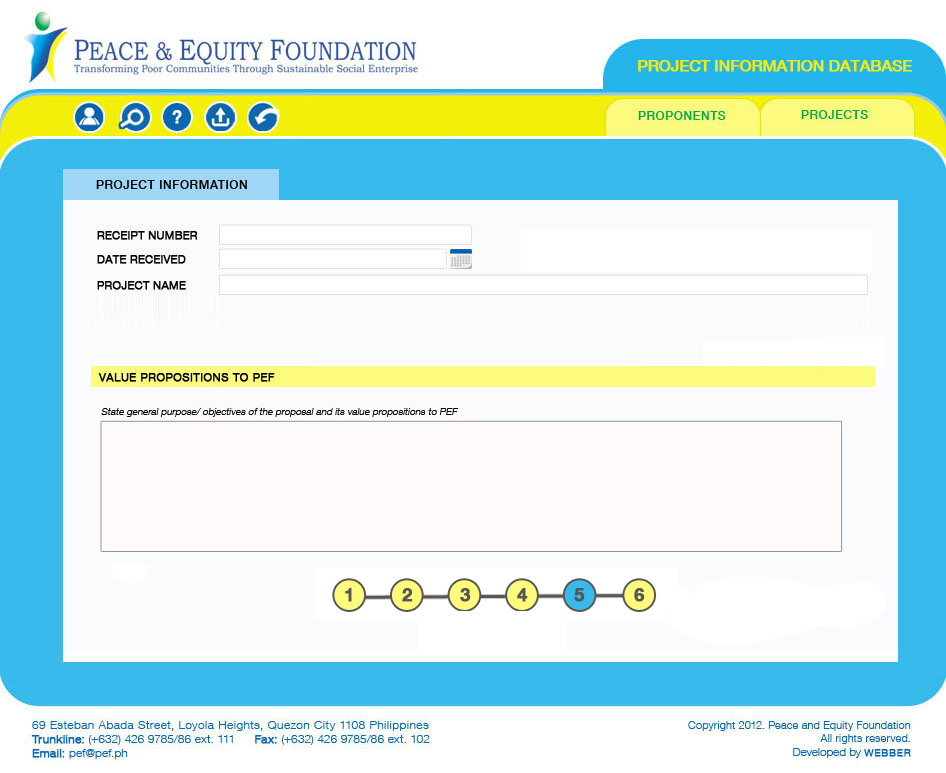 PEACE & EQUITY FOUNDATION
Transforming Poor Communities Through Sustainable Social Enterprise
PROJECT INFORMATION DATABASE
?
PROPONENTS
PROJECTS
PROJECT INFORMATION
RECEIPT NUMBER
DATE RECEIVED
PROJECT NAME
VALUE PROPOSITIONS TO PEF
State general purpose/ objectives of the proposal and its value propositions to PEF
1 2 3 4 5 6
69 Esteban Abada Street, Loyola Heights, Quezon City 1108 Philippines
Trunkline: (+632) 426 9785/86 ext. 111 Fax: (+632) 426 9785/86 ext. 102
Email: pef@pef.ph
Copyright 2012. Peace and Equity Foundation
All rights reserved.
Developed by WEBBER